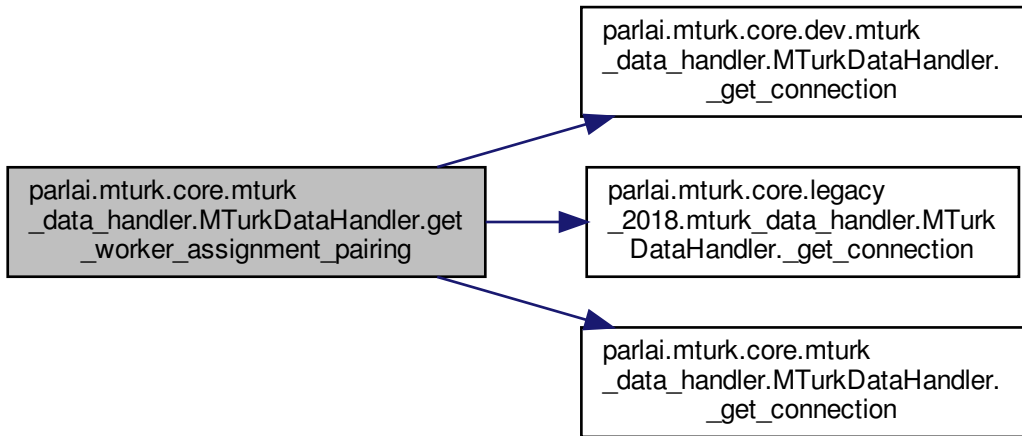 parlai.mturk.core.dev.mturk
_data_handler.MTurkDataHandler.
_get_connection
parlai.mturk.core.mturk
_data_handler.MTurkDataHandler.get
_worker_assignment_pairing
parlai.mturk.core.legacy
_2018.mturk_data_handler.MTurk
DataHandler._get_connection
parlai.mturk.core.mturk
_data_handler.MTurkDataHandler.
_get_connection